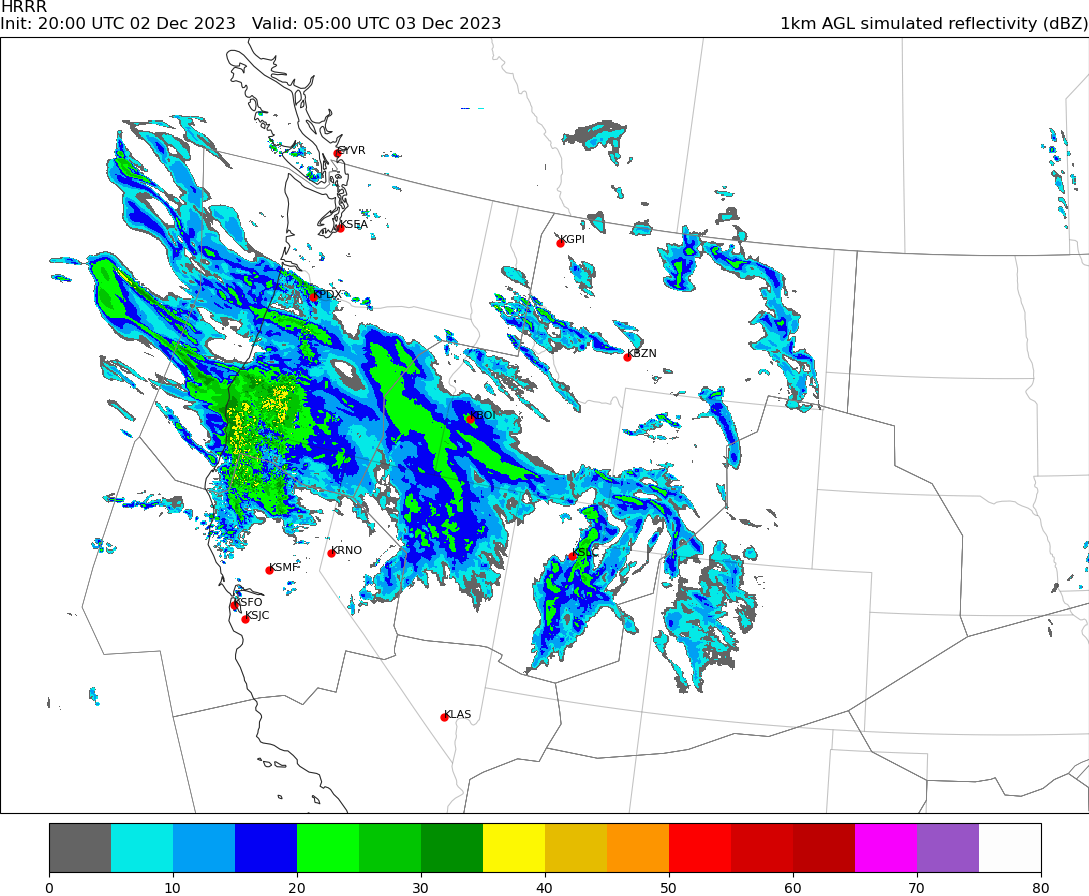 HRRR
Init: 20:00 UTC 02 Dec 2023   Valid: 05:00 UTC 03 Dec 2023   1km AGL simulated reflectivity (dBZ)
CYVR
KSEA
KGPI
KPDX
KBZN
KBOI
KSLC
KRNO
KSMF
KSFO
KSJC
KLAS
0 10 20 30 40 50 60 70 80